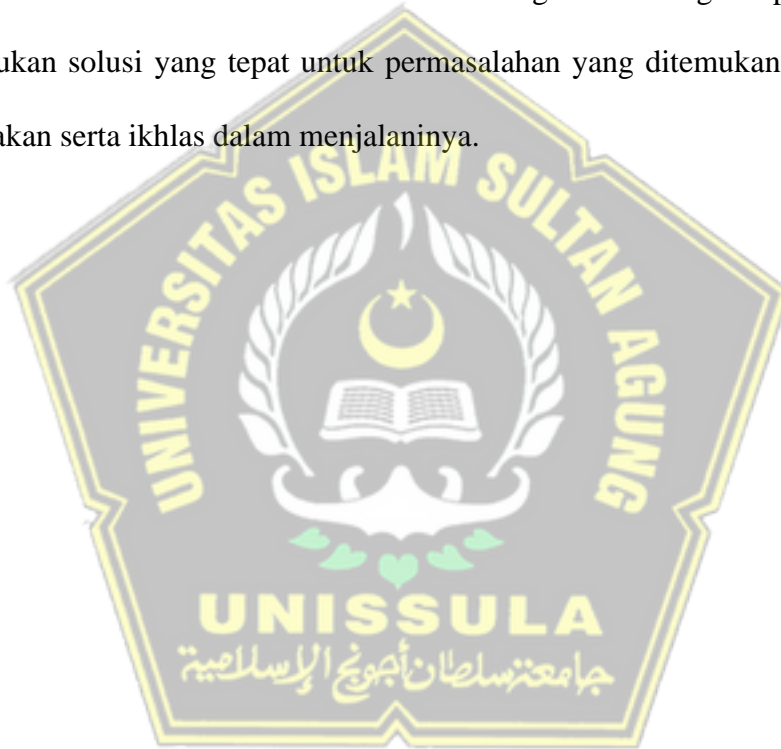 ukan solusi yang tepat untuk permasalahan yang ditemukan
akan serta ikhlas dalam menjalaninya.
UNIVERSITAS ISLAM SULTAN AGUNG
UNISSULA
جامعة سلطان أجونج الإسلامية